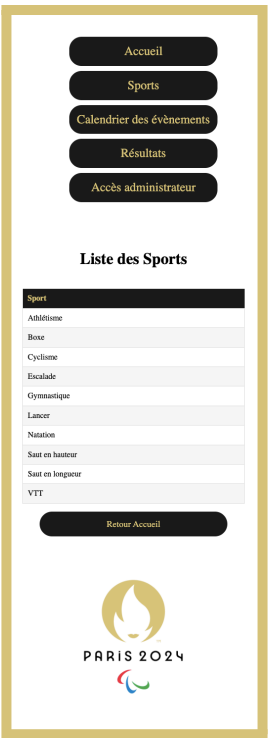 Accueil
Sports
Calendrier des évènements
Résultats
Accès administrateur
Liste des Sports
Sport
Athlétisme
Boxe
Cyclisme
Escalade
Gymnastique
Lancer
Natation
Saut en hauteur
Saut en longueur
VTT
Retour Accueil
PARIS 2024